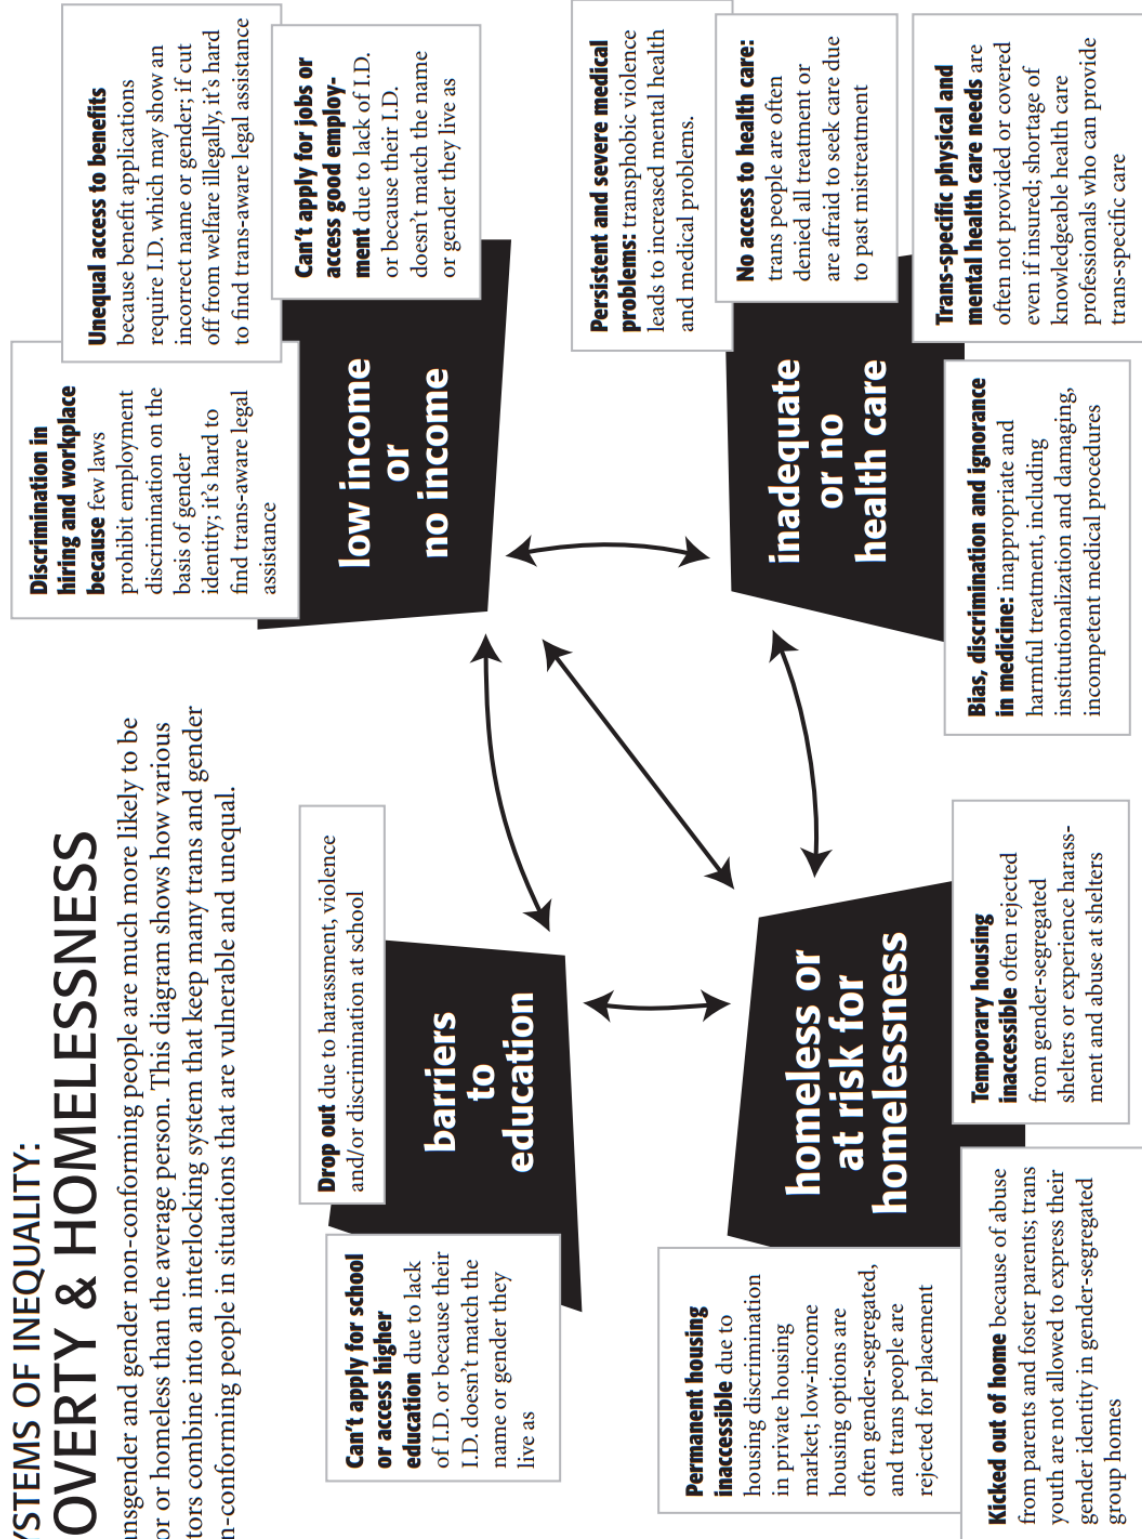 YSTEMS OF INEQUALITY:
OVERTY & HOMELESSNESS
ansgender and gender non-conforming people are much more likely to be
or or homeless than the average person. This diagram shows how various
tors combine into an interlocking system that keep many trans and gender
n-conforming people in situations that are vulnerable and unequal.
Can't apply for school
or access higher
education due to lack
of I.D. or because their
I.D. doesn't match the
name or gender they
live as
Drop out due to harassment, violence
and/or discrimination at school
barriers
to
education
Discrimination in
hiring and workplace
because few laws
prohibit employment
discrimination on the
basis of gender
identity; it's hard to
find trans-aware legal
assistance
Unequal access to benefits
because benefit applications
require I.D. which may show an
incorrect name or gender; if cut
off from welfare illegally, it's hard
to find trans-aware legal assistance
Can't apply for jobs or
access good employ-
ment due to lack of I.D.
or because their I.D.
doesn't match the name
or gender they live as
low income
or
no income
Permanent housing
inaccessible due to
housing discrimination
in private housing
market; low-income
housing options are
often gender-segregated,
and trans people are
rejected for placement
homeless or
at risk for
homelessness
Kicked out of home because of abuse
from parents and foster parents; trans
youth are not allowed to express their
gender identity in gender-segregated
group homes
Temporary housing
inaccessible often rejected
from gender-segregated
shelters or experience harass-
ment and abuse at shelters
Persistent and severe medical
problems: transphobic violence
leads to increased mental health
and medical problems.
No access to health care:
trans people are often
denied all treatment or
are afraid to seek care due
to past mistreatment
inadequate
or no
health care
Bias, discrimination and ignorance
in medicine: inappropriate and
harmful treatment, including
institutionalization and damaging,
incompetent medical procedures
Trans-specific physical and
mental health care needs are
often not provided or covered
even if insured; shortage of
knowledgeable health care
professionals who can provide
trans-specific care